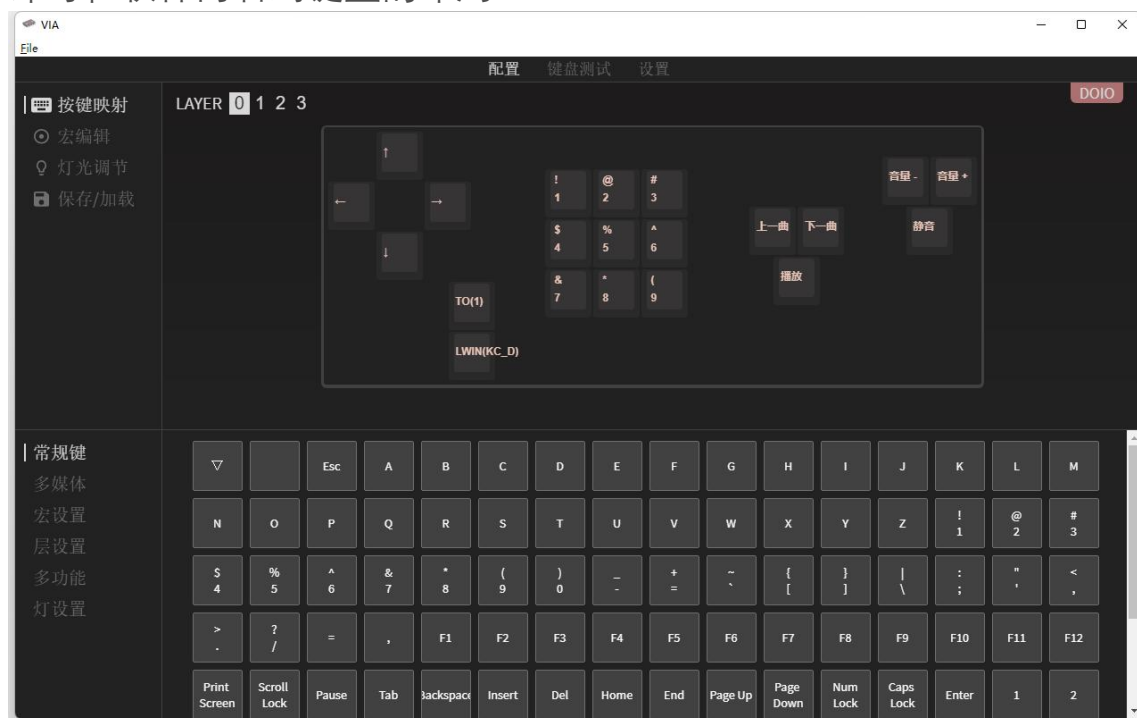 VIA
File
配置 键盘测试 设置
按键映射
宏编辑
灯光调节
保存/加载
LAYER 0 1 2 3
DOIO
↑
← →
↓
TO(1)
LWIN(KC_D)
! @ #
1 2 3
$ % ^
4 5 6
& * (
7 8 9
上一曲 下一曲
播放
音量 - 音量 +
静音
常规键
多媒体
宏设置
层设置
多功能
灯设置
▽ Esc A B C D E F G H I J K L M
N O P Q R S T U V W X Y Z ! @ #
1 2 3
$ % ^ & * ( ) _ + ~ { } | : " <
4 5 6 7 8 9 0 - = ` [ ] \ ; ' ,
> ? = , F1 F2 F3 F4 F5 F6 F7 F8 F9 F10 F11 F12
. /
Print Scroll Pause Tab Backspace Insert Del Home End Page Up Page Num Caps Enter 1 2
Screen Lock Down Lock Lock